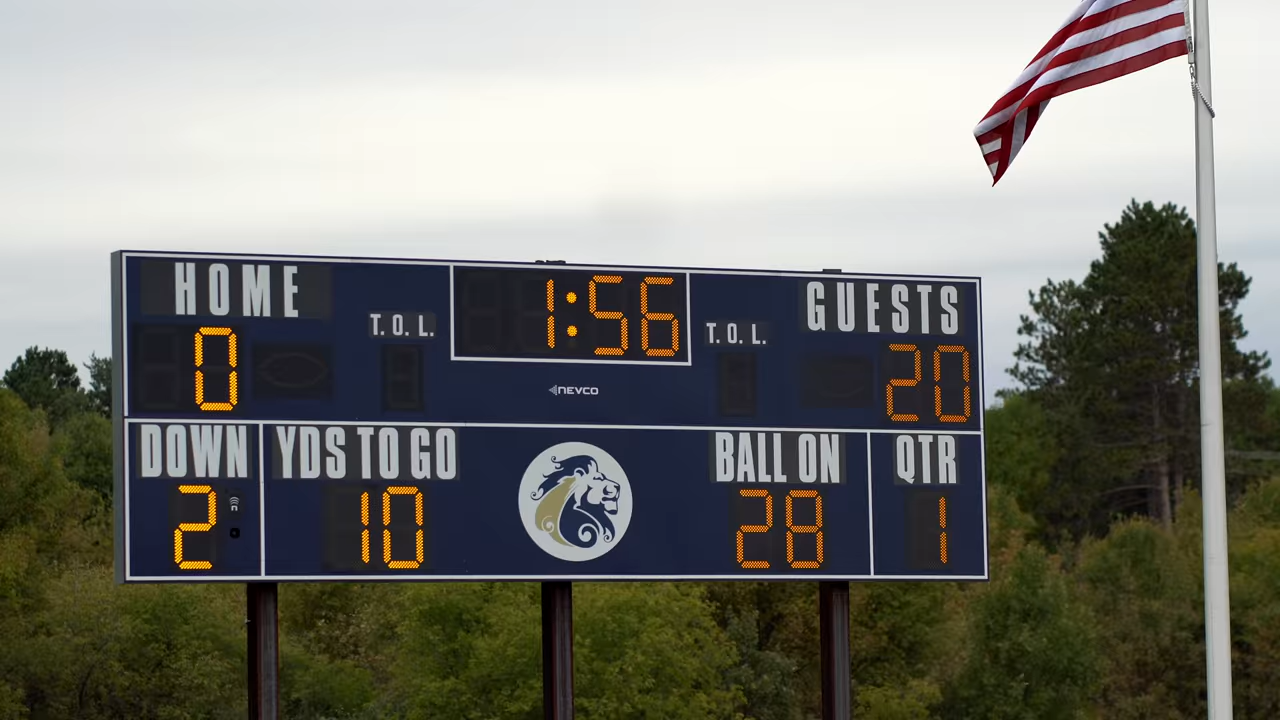 HOME
1:56
GUESTS
T.O.L.
T.O.L.
0
20
NEVCO
DOWN
YDS TO GO
BALL ON
QTR
2
10
28
1